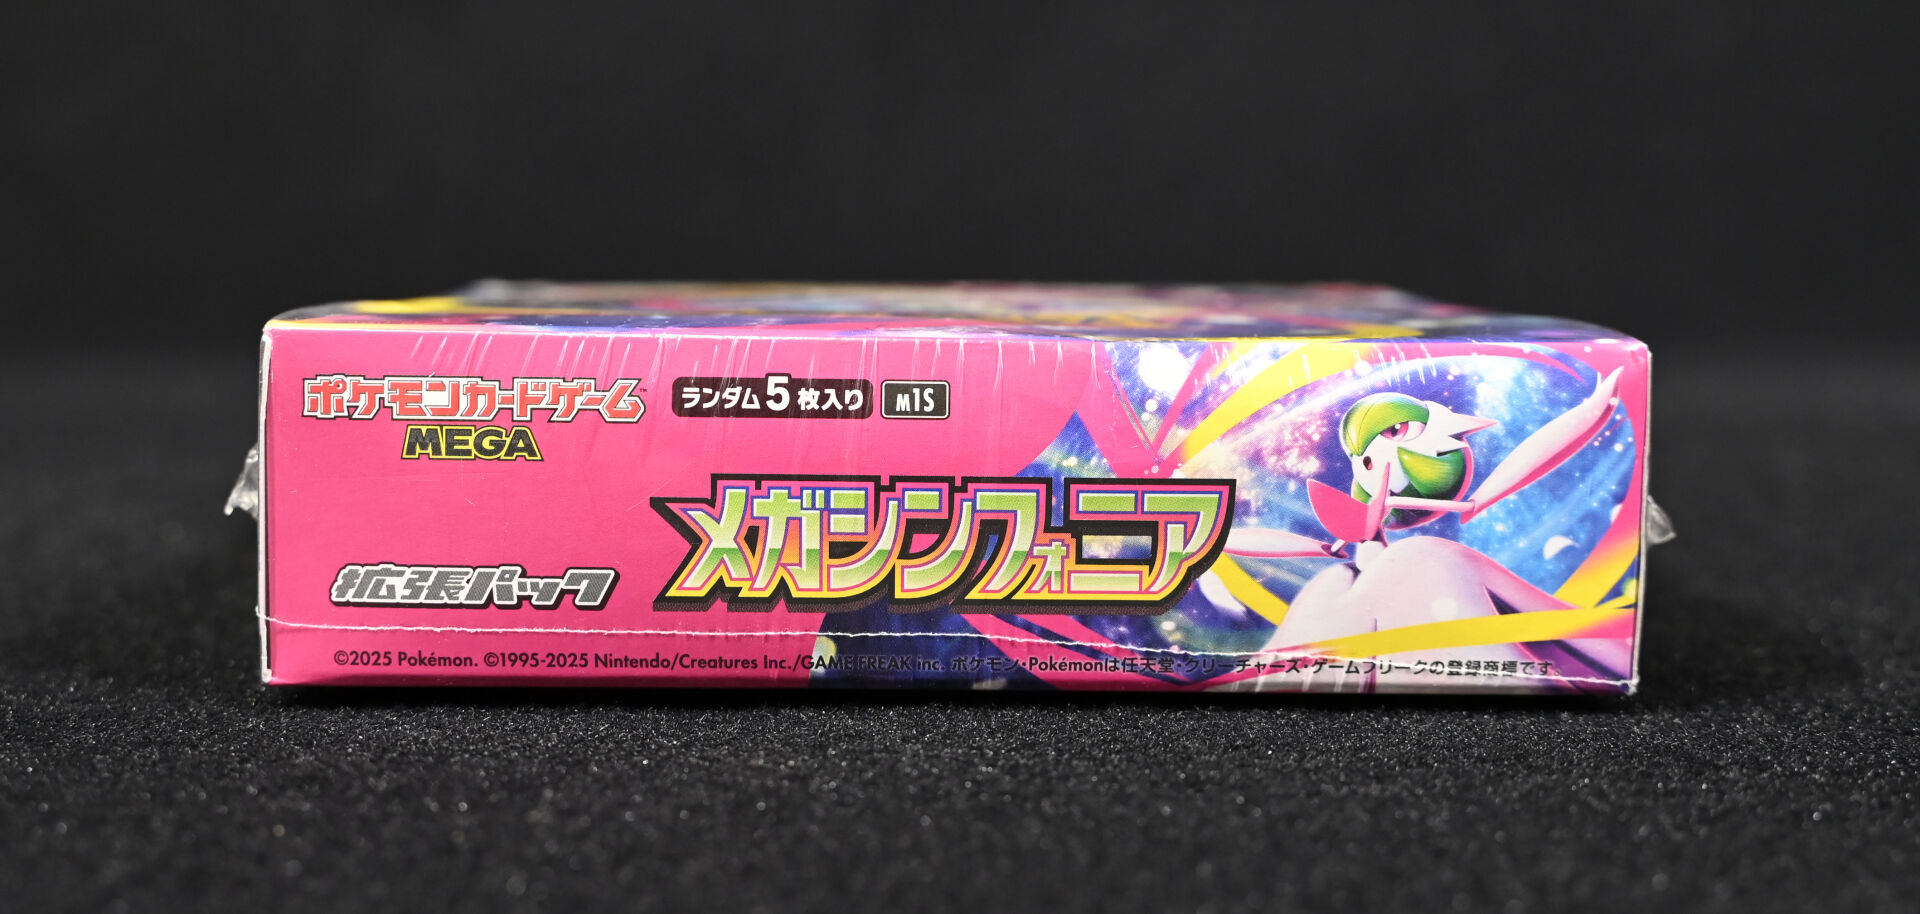 ポケモンカードゲーム™
MEGA
ランダム5枚入り
M1S
メガシンフォニア
拡張パック
©2025 Pokémon. ©1995-2025 Nintendo/Creatures Inc./GAME FREAK inc. ポケモン・Pokémonは任天堂・クリーチャーズ・ゲームフリークの登録商標です。